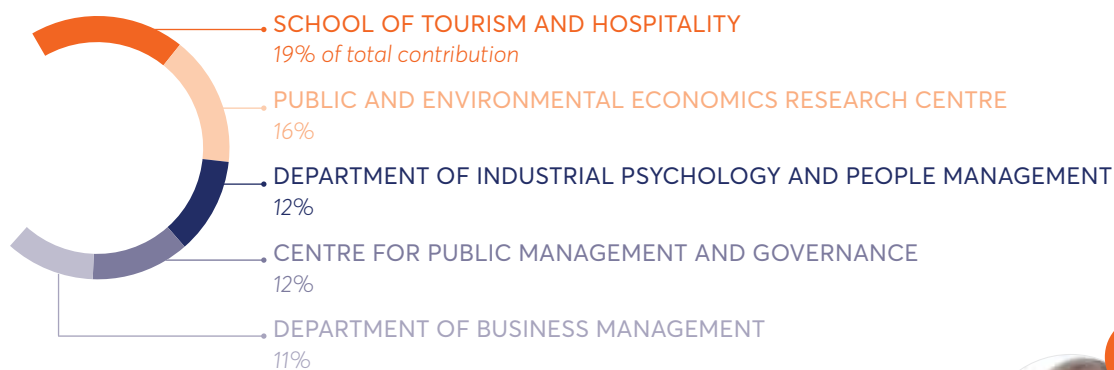 SCHOOL OF TOURISM AND HOSPITALITY
19% of total contribution
PUBLIC AND ENVIRONMENTAL ECONOMICS RESEARCH CENTRE
16%
DEPARTMENT OF INDUSTRIAL PSYCHOLOGY AND PEOPLE MANAGEMENT
12%
CENTRE FOR PUBLIC MANAGEMENT AND GOVERNANCE
12%
DEPARTMENT OF BUSINESS MANAGEMENT
11%